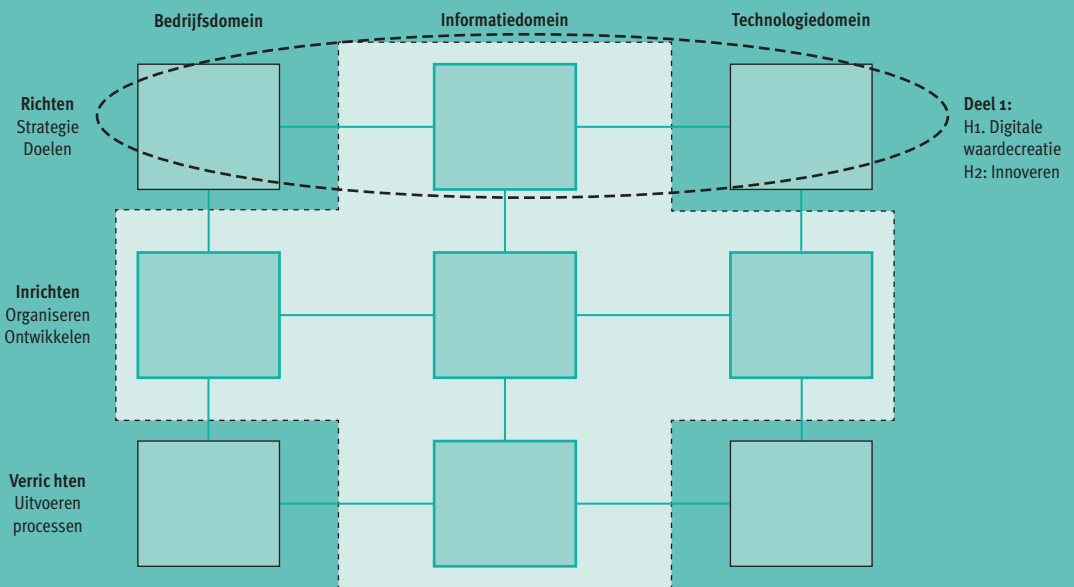 Bedrijfsdomein
Informatiedomein
Technologiedomein
Richten
Strategie
Doelen
Deel 1:
H1. Digitale
waardecreatie
H2: Innoveren
Inrichten
Organiseren
Ontwikkelen
Verric hten
Uitvoeren
processen